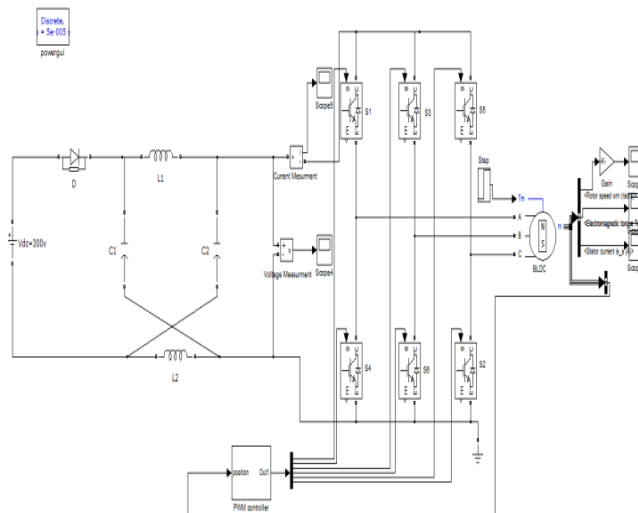 Discrete,
s = 5e-005
powergui
D
L1
Vdc=300v
C1
C2
L2
Current Mesurment
Scope5
Voltage Measurment
Scope4
S1
S3
S5
S4
S6
S2
E
E
E
E
E
E
Step
Tm
A
B
C
N
S
m
BLDC
Gain
<Rotor speed wm (rad/s)>
<Electromagnetic torque Te
<Stator current is_a (A)>
position
Out1
PWM controller